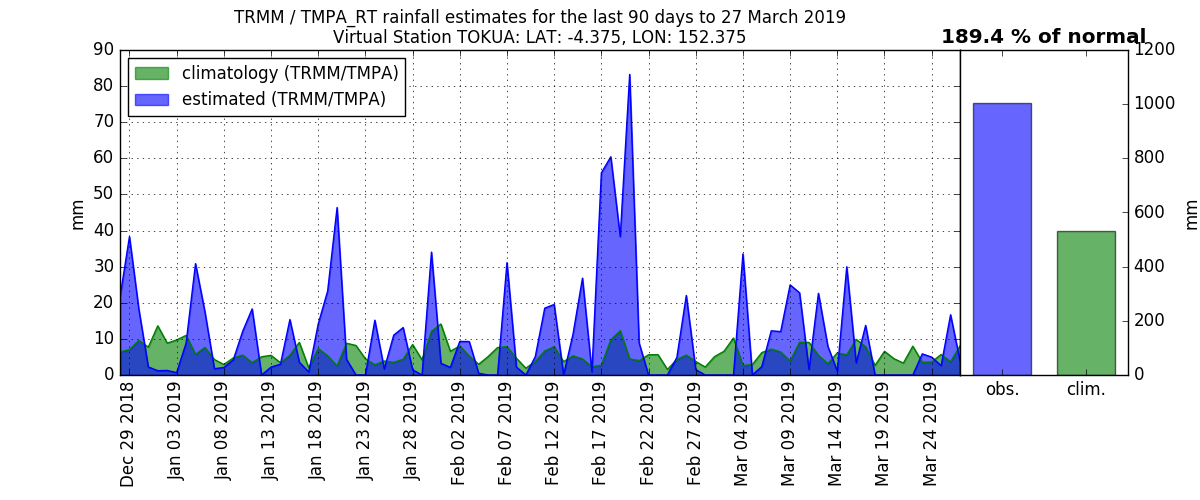 TRMM / TMPA_RT rainfall estimates for the last 90 days to 27 March 2019
Virtual Station TOKUA: LAT: -4.375, LON: 152.375
189.4 % of normal
climatology (TRMM/TMPA)
estimated (TRMM/TMPA)
90
80
70
60
50
40
30
20
10
0
mm
Dec 29 2018
Jan 03 2019
Jan 08 2019
Jan 13 2019
Jan 18 2019
Jan 23 2019
Jan 28 2019
Feb 02 2019
Feb 07 2019
Feb 12 2019
Feb 17 2019
Feb 22 2019
Feb 27 2019
Mar 04 2019
Mar 09 2019
Mar 14 2019
Mar 19 2019
Mar 24 2019
1200
1000
800
600
400
200
0
mm
obs.
clim.